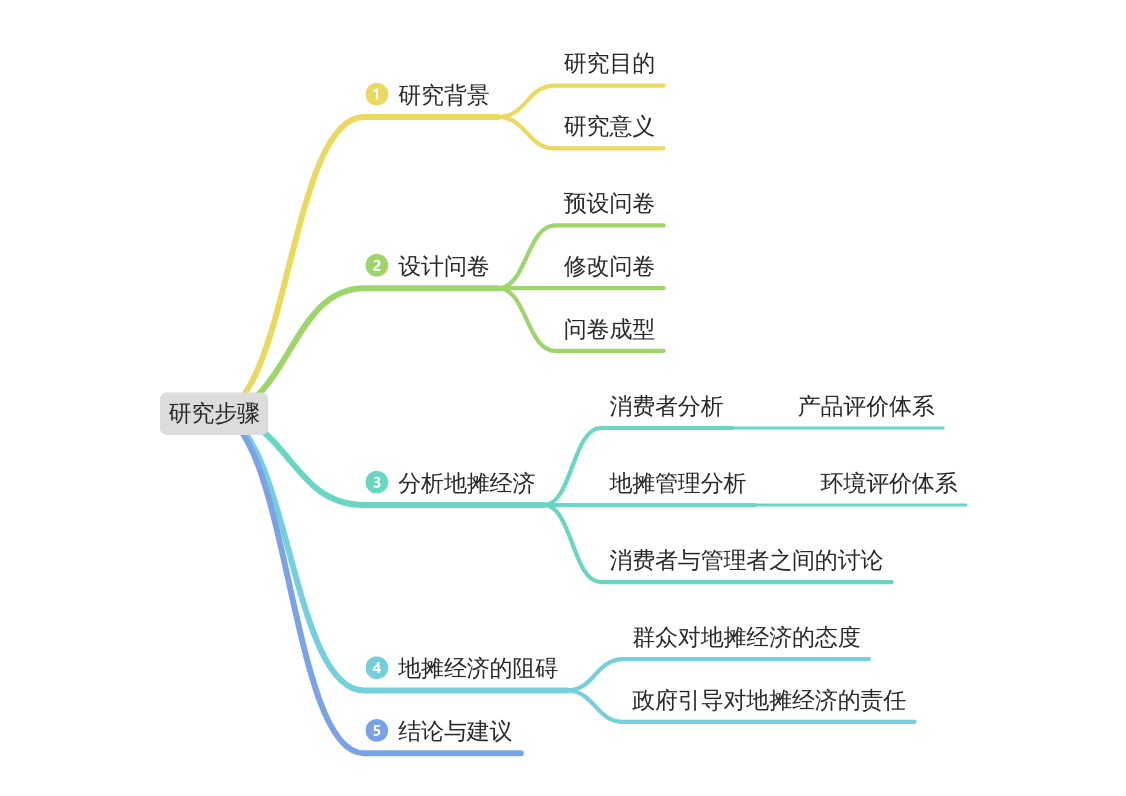 研究步骤
1 研究背景
研究目的
研究意义
2 设计问卷
预设问卷
修改问卷
问卷成型
3 分析地摊经济
消费者分析
产品评价体系
地摊管理分析
环境评价体系
消费者与管理者之间的讨论
4 地摊经济的阻碍
群众对地摊经济的态度
政府引导对地摊经济的责任
5 结论与建议